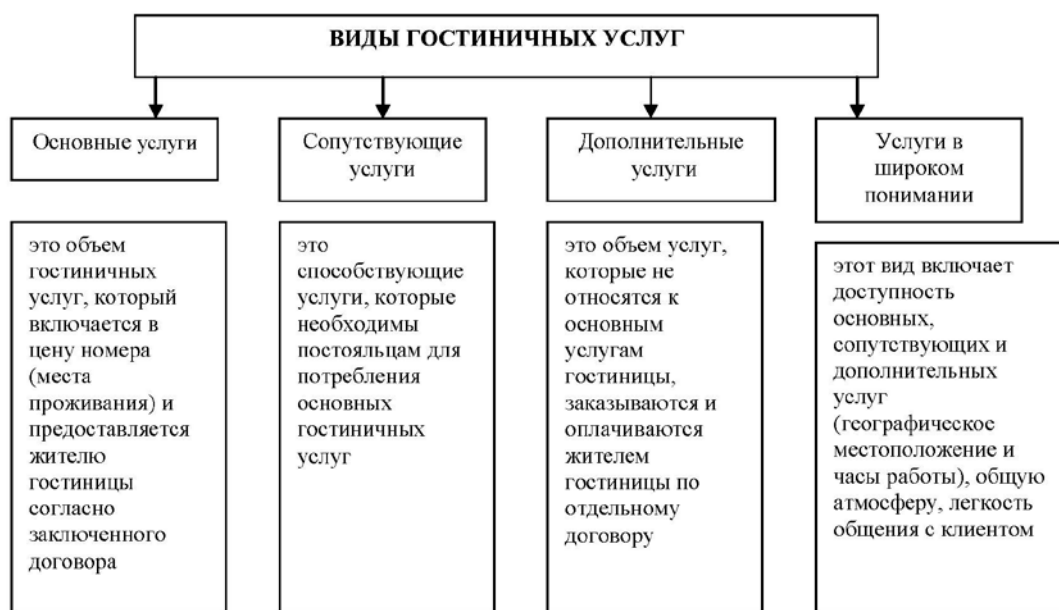 ВИДЫ ГОСТИНИЧНЫХ УСЛУГ
Основные услуги
Сопутствующие
услуги
Дополнительные
услуги
Услуги в
широком
понимании
это объем
гостиничных
услуг, который
включается в
цену номера
(места
проживания) и
предоставляется
жителю
гостиницы
согласно
заключенного
договора
это
способствующие
услуги, которые
необходимы
постояльцам для
потребления
основных
гостиничных
услуг
это объем услуг,
которые не
относятся к
основным
услугам
гостиницы,
заказываются и
оплачиваются
жителем
гостиницы по
отдельному
договору
этот вид включает
доступность
основных,
сопутствующих и
дополнительных
услуг
(географическое
местоположение и
часы работы), общую
атмосферу, легкость
общения с клиентом